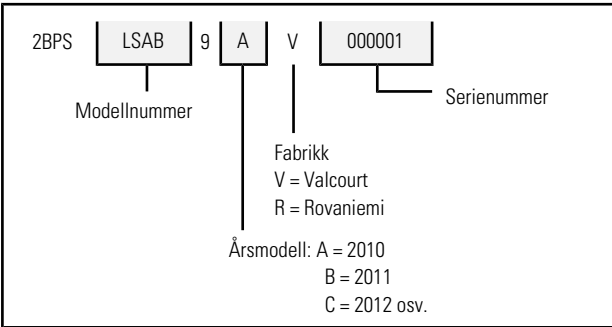 2BPS LSAB 9 A V 000001
Modellnummer
Serienummer
Fabrikk
V = Valcourt
R = Rovaniemi
Årsmodell: A = 2010
B = 2011
C = 2012 osv.